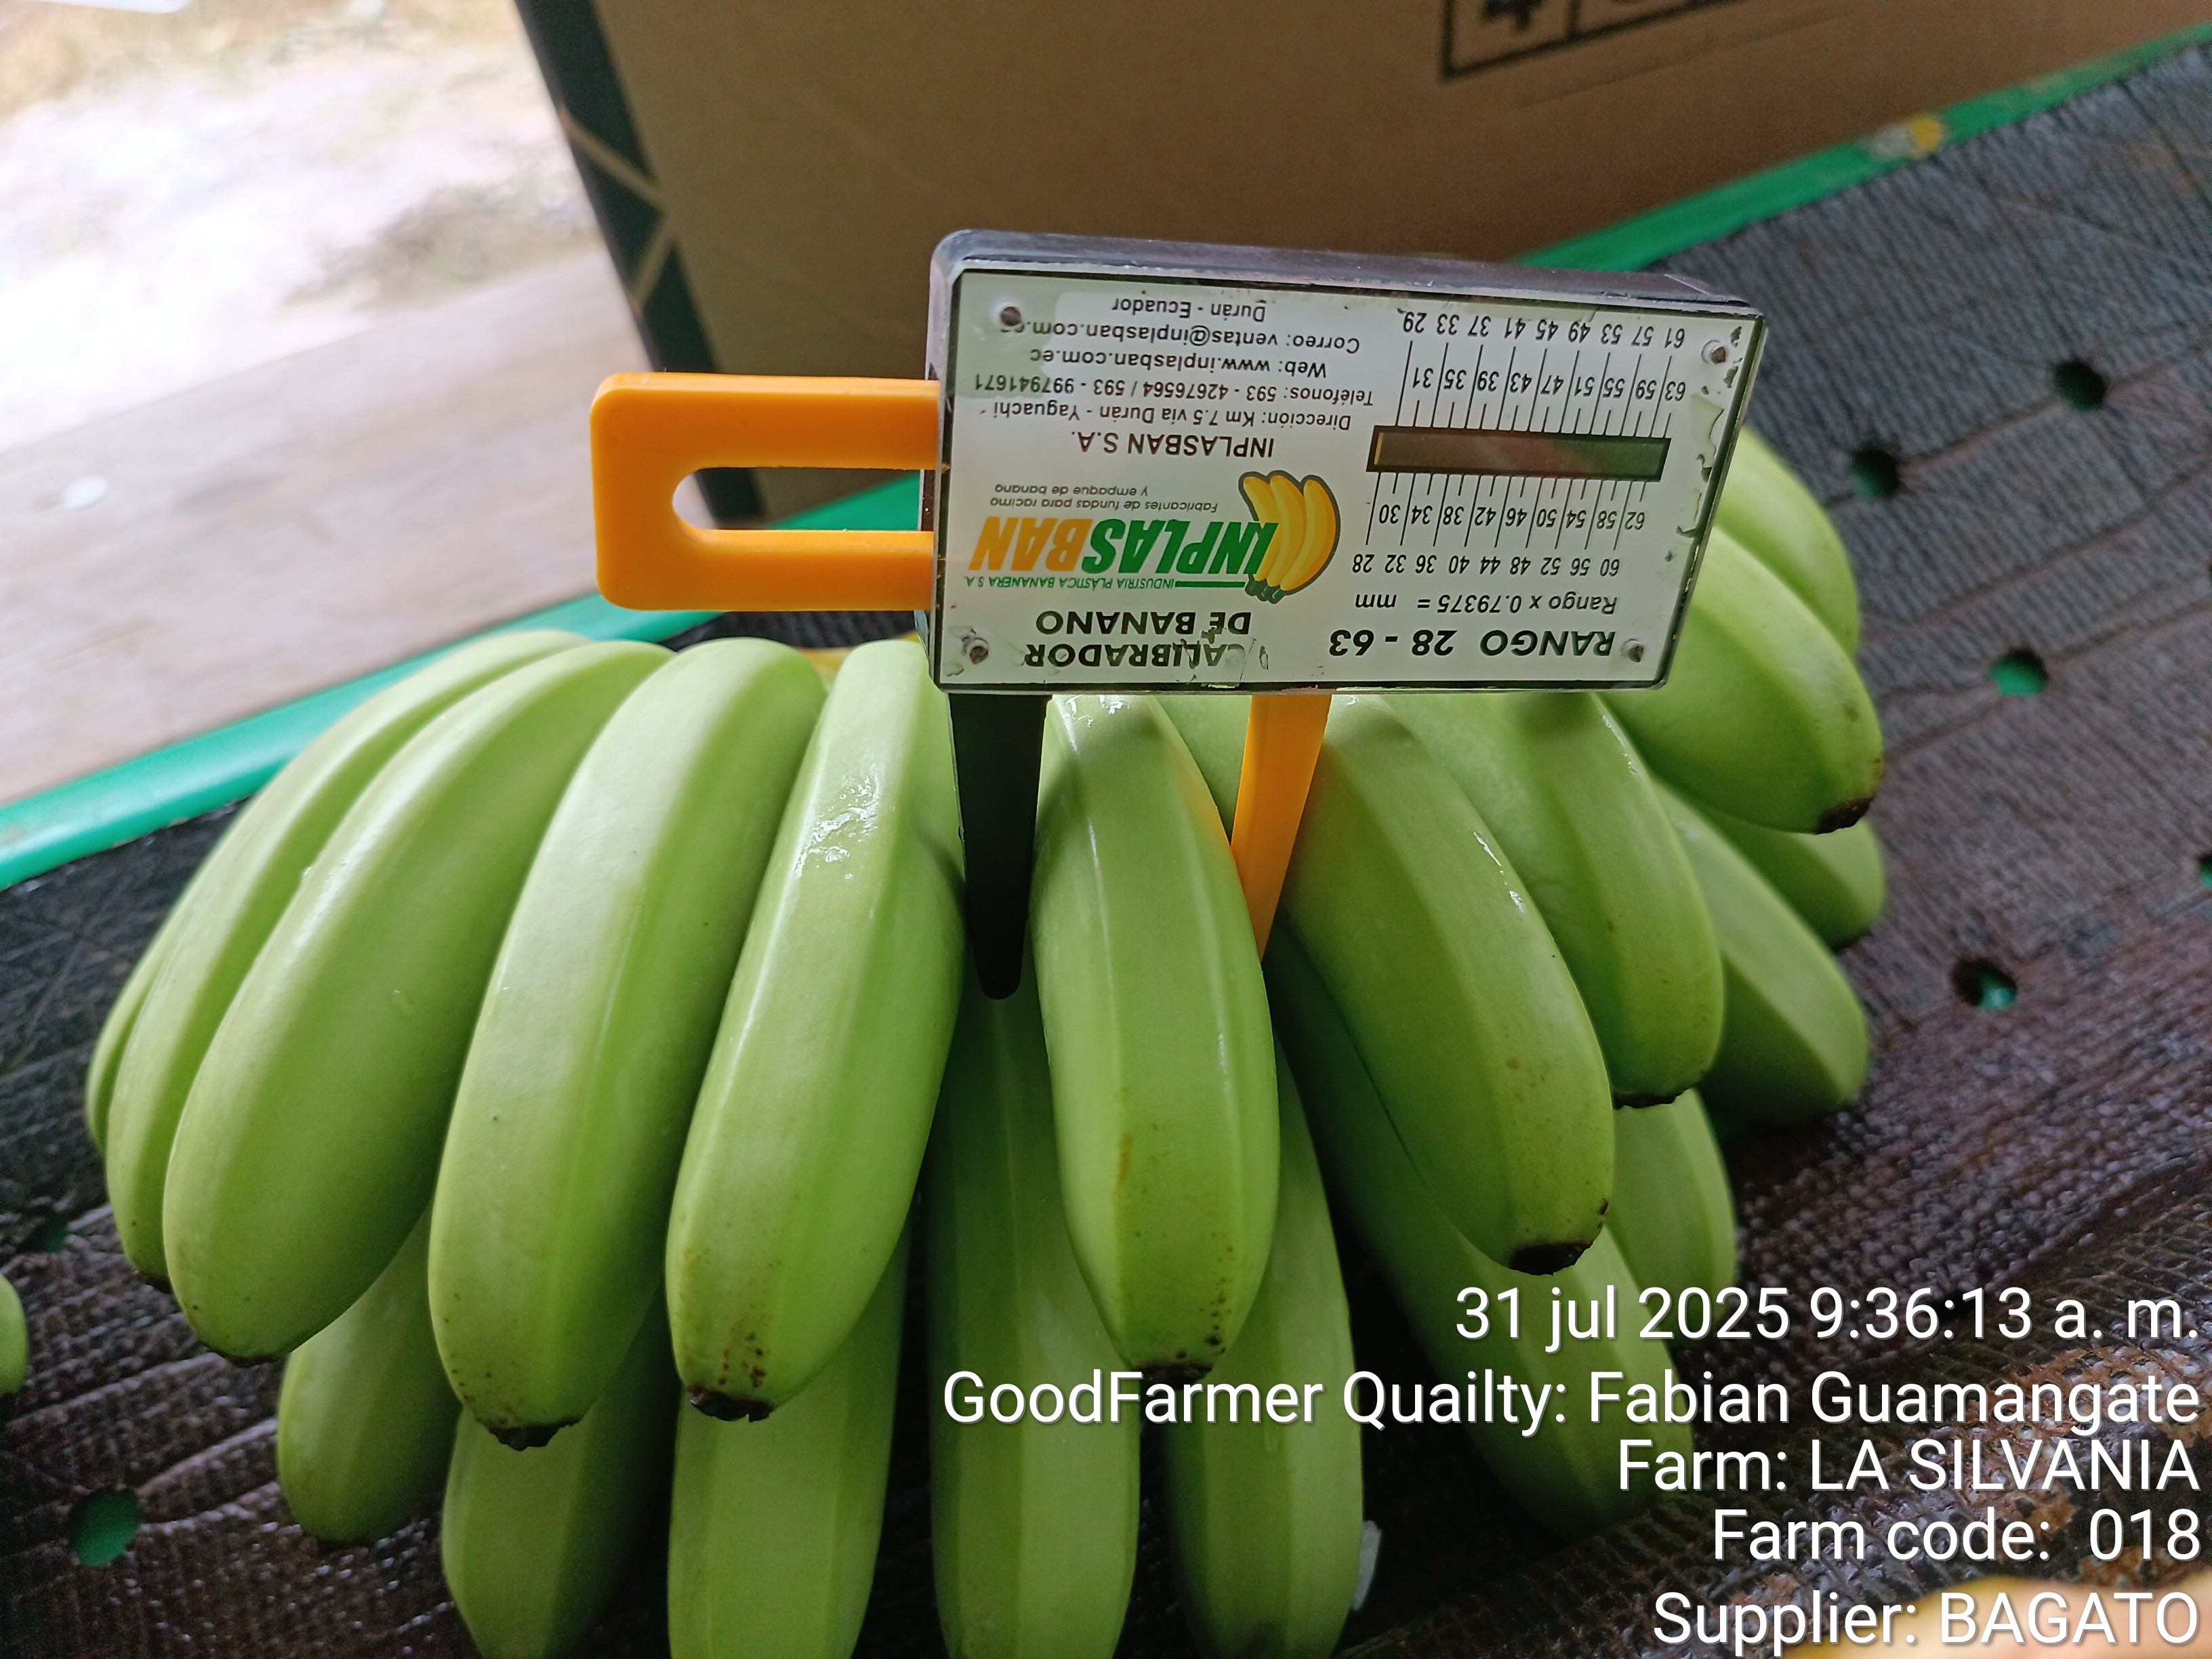 CALIBRADOR
DE BANANO
RANGO 28 - 63
Rango x 0.79375 = mm
INDUSTRIA PLÁSTICA BANANERA S.A.
INPLASBAN
Fabricantes de fundas para racimo
Y empaque de banano
28 32 36 40 44 48 52 56 60
30 34 38 42 46 50 54 58 62
INPLASBAN S.A.
Dirección: Km 7.5 vía Durán - Yaguachi
Teléfonos: 593 - 42676564 / 593 - 997941671
Web: www.inplasban.com.ec
Correo: ventas@inplasban.com.ec
Durán - Ecuador
31 35 39 43 47 51 55 59 63
29 33 37 41 45 49 53 57 61
31 jul 2025 9:36:13 a. m.
GoodFarmer Quailty: Fabian Guamangate
Farm: LA SILVANIA
Farm code: 018
Supplier: BAGATO